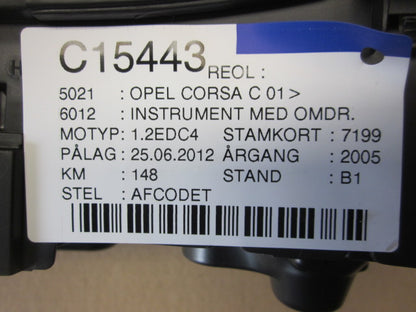 C15443 REOL :
5021 : OPEL CORSA C 01>
6012 : INSTRUMENT MED OMDR.
MOTYP : 1.2EDC4 STAMKORT : 7199
PÅLAG : 25.06.2012 ÅRGANG : 2005
KM : 148 STAND : B1
STEL : AFCODET